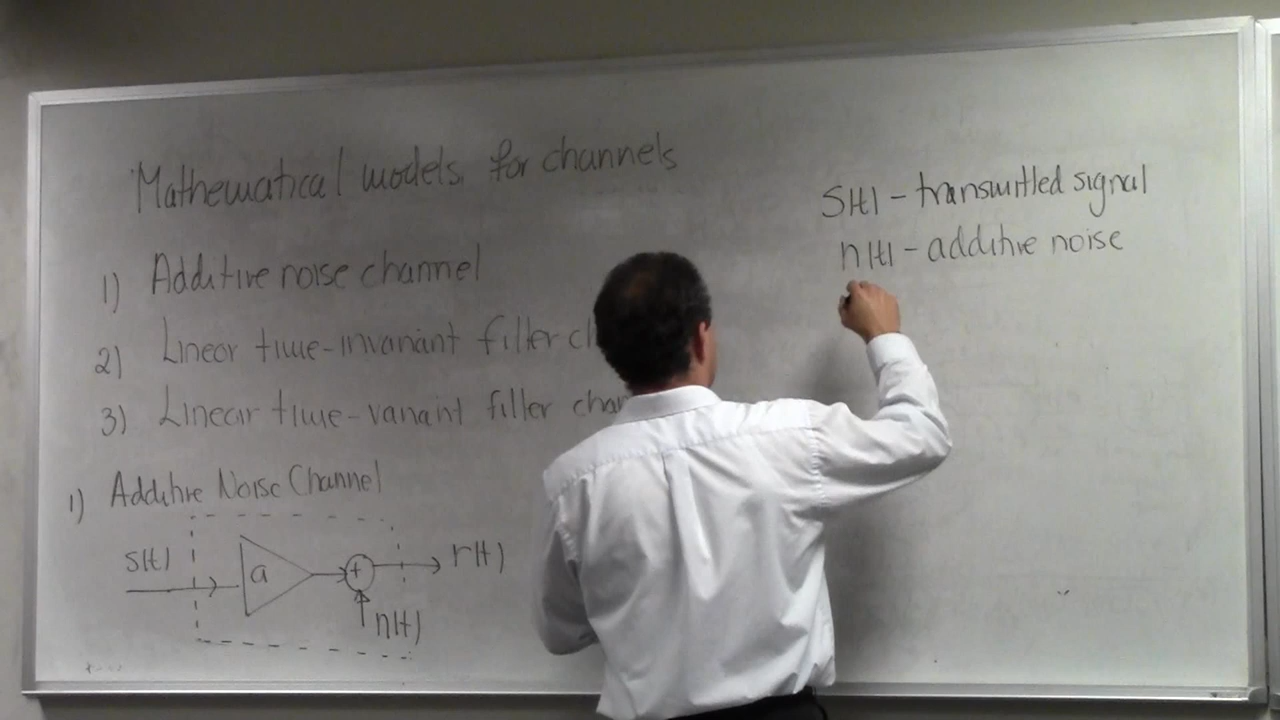 Mathematical models for channels
1) Additive noise channel
2) Linear time-invariant filter
3) Linear time-variant filter
1) Additive Noise Channel
s(t)
a
+
r(t)
n(t)
S(t) - transmitted signal
n(t) - additive noise